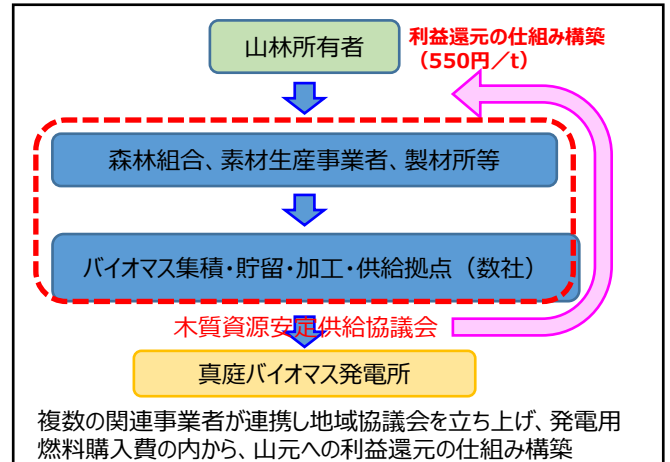 山林所有者
利益還元の仕組み構築
（550円／t）
森林組合、素材生産事業者、製材所等
バイオマス集積・貯留・加工・供給拠点（数社）
木質資源安定供給協議会
真庭バイオマス発電所
複数の関連事業者が連携し地域協議会を立ち上げ、発電用
燃料購入費の内から、山元への利益還元の仕組み構築